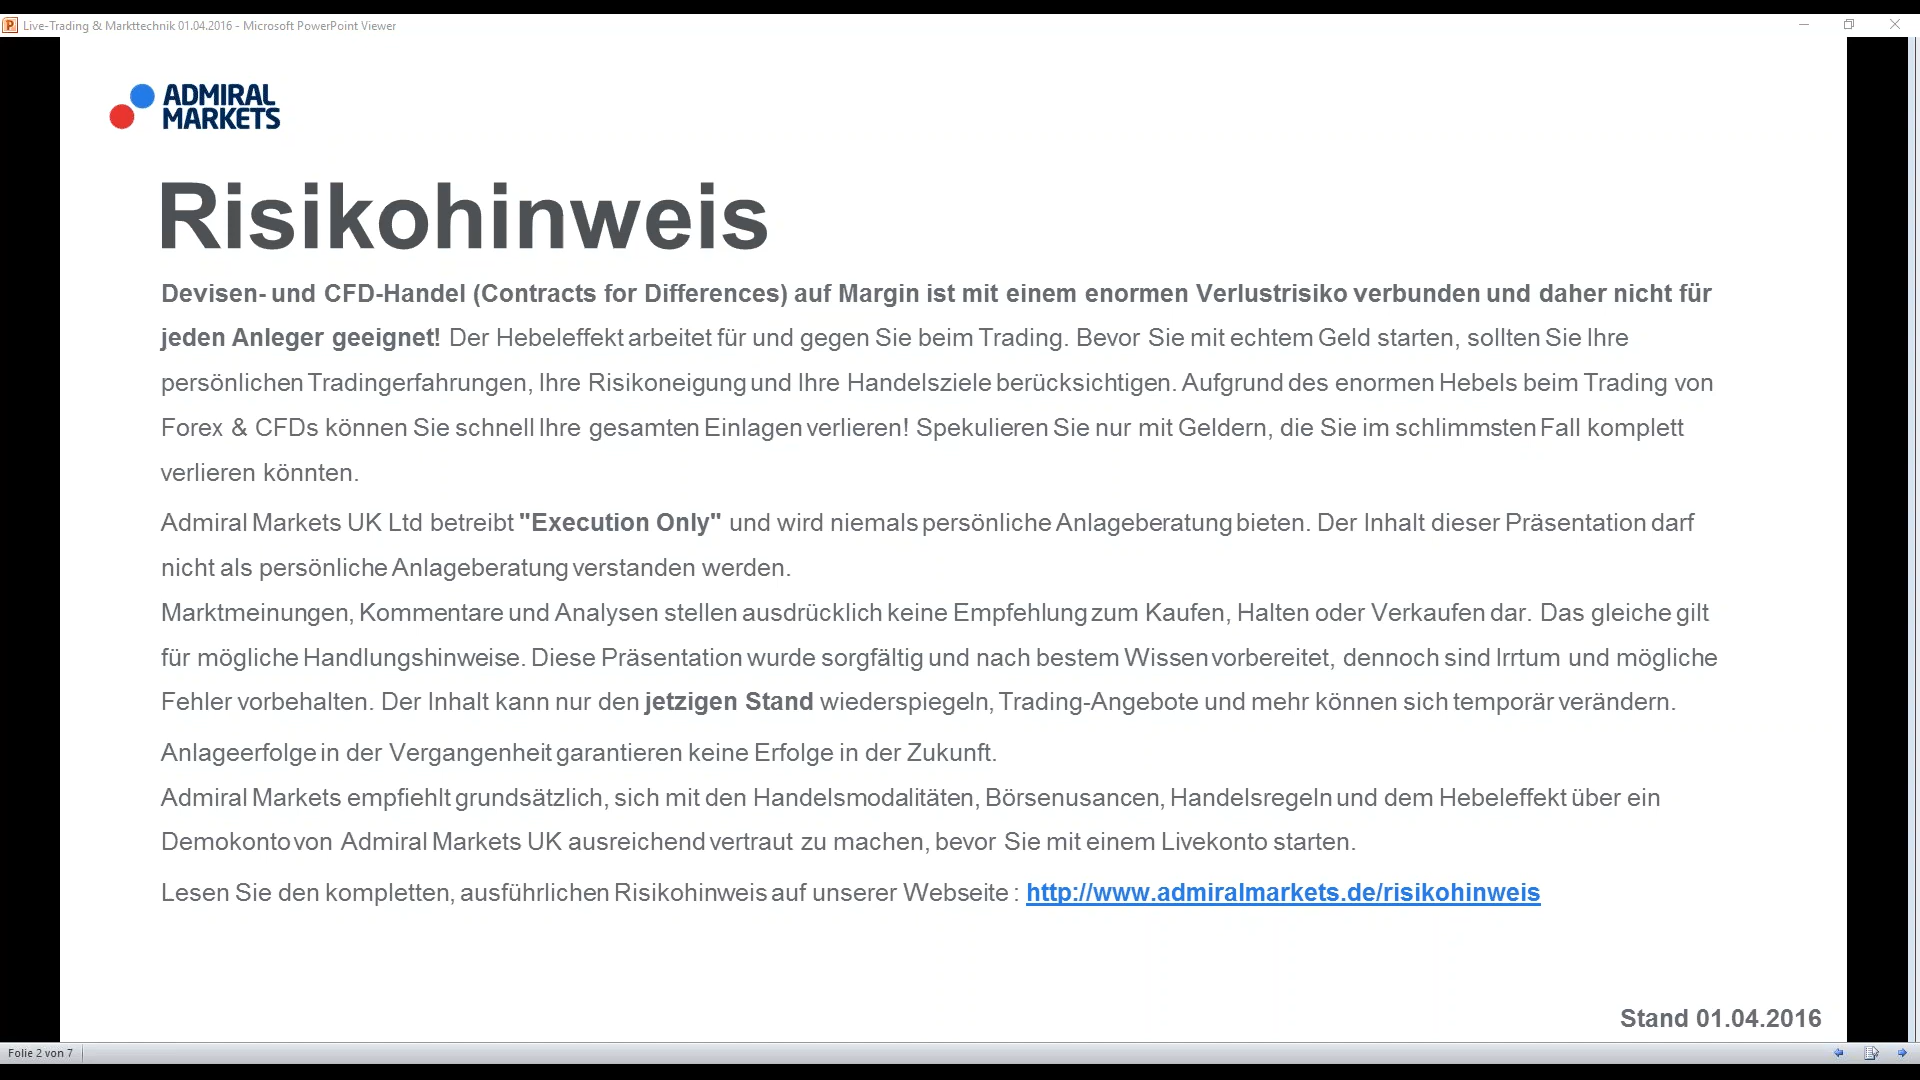 Live-Trading & Markttechnik 01.04.2016 - Microsoft PowerPoint Viewer
ADMIRAL
MARKETS
Risikohinweis
Devisen- und CFD-Handel (Contracts for Differences) auf Margin ist mit einem enormen Verlustrisiko verbunden und daher nicht für
jeden Anleger geeignet! Der Hebeleffekt arbeitet für und gegen Sie beim Trading. Bevor Sie mit echtem Geld starten, sollten Sie Ihre
persönlichen Tradingerfahrungen, Ihre Risikoneigung und Ihre Handelsziele berücksichtigen. Aufgrund des enormen Hebels beim Trading von
Forex & CFDs können Sie schnell Ihre gesamten Einlagen verlieren! Spekulieren Sie nur mit Geldern, die Sie im schlimmsten Fall komplett
verlieren könnten.
Admiral Markets UK Ltd betreibt "Execution Only" und wird niemals persönliche Anlageberatung bieten. Der Inhalt dieser Präsentation darf
nicht als persönliche Anlageberatung verstanden werden.
Marktmeinungen, Kommentare und Analysen stellen ausdrücklich keine Empfehlung zum Kaufen, Halten oder Verkaufen dar. Das gleiche gilt
für mögliche Handlungshinweise. Diese Präsentation wurde sorgfältig und nach bestem Wissen vorbereitet, dennoch sind Irrtum und mögliche
Fehler vorbehalten. Der Inhalt kann nur den jetzigen Stand wiederspiegeln, Trading-Angebote und mehr können sich temporär verändern.
Anlageerfolge in der Vergangenheit garantieren keine Erfolge in der Zukunft.
Admiral Markets empfiehlt grundsätzlich, sich mit den Handelsmodalitäten, Börsenusancen, Handelsregeln und dem Hebeleffekt über ein
Demokonto von Admiral Markets UK ausreichend vertraut zu machen, bevor Sie mit einem Livekonto starten.
Lesen Sie den kompletten, ausführlichen Risikohinweis auf unserer Webseite : http://www.admiralmarkets.de/risikohinweis
Stand 01.04.2016
Folie 2 von 7